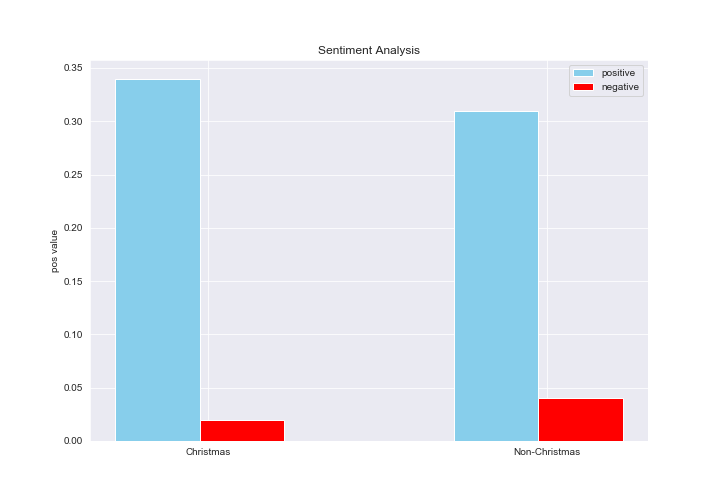 Sentiment Analysis
positive
negative
pos value
0.35
0.30
0.25
0.20
0.15
0.10
0.05
0.00
Christmas
Non-Christmas